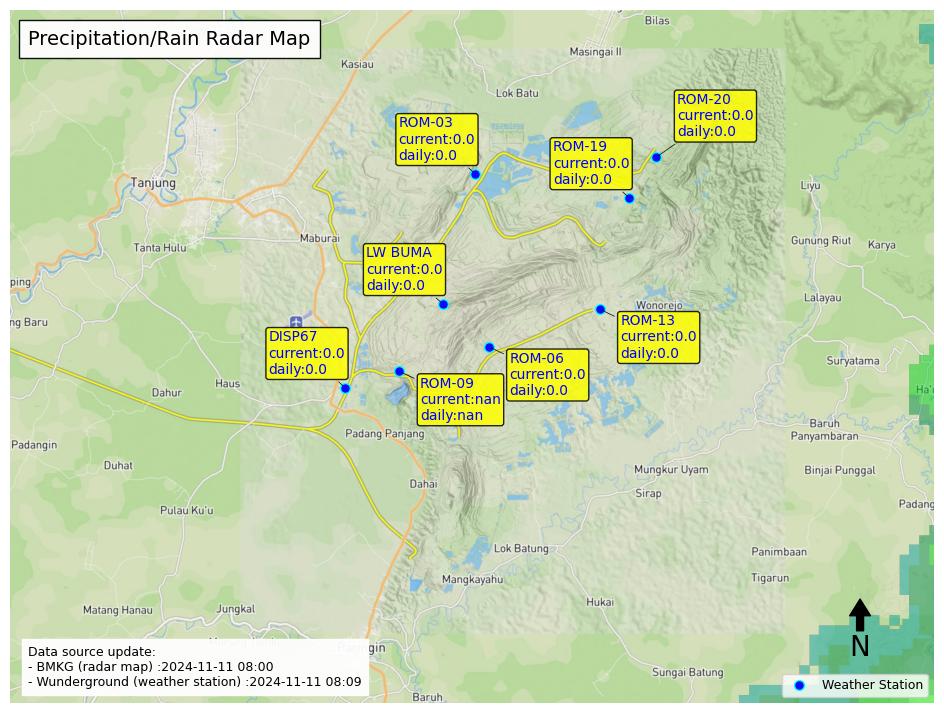 Precipitation/Rain Radar Map
Bilas
Masingai II
Kasiau
Lok Batu
ROM-20
current:0.0
daily:0.0
ROM-03
current:0.0
daily:0.0
ROM-19
current:0.0
daily:0.0
Tanjung
Liyu
Maburai
Tanta Hulu
Gunung Riut
Karya
LW BUMA
current:0.0
daily:0.0
ping
Lalayau
Wonorejo
ng Baru
ROM-13
current:0.0
daily:0.0
DISP67
current:0.0
daily:0.0
ROM-06
current:0.0
daily:0.0
Suryatama
Haus
Dahur
ROM-09
current:nan
daily:nan
Ha'u
Baruh
Panyambaran
Padang Panjang
Padangin
Duhat
Mungkur Uyam
Binjai Punggal
Dahai
Sirap
Padang
Pulau Ku'u
Lok Batung
Panimbaan
Mangkayahu
Tigarun
Hukai
Matang Hanau
Jungkal
N
Data source update:
- BMKG (radar map) :2024-11-11 08:00
- Wunderground (weather station) :2024-11-11 08:09
Sungai Batung
Weather Station
Baruh